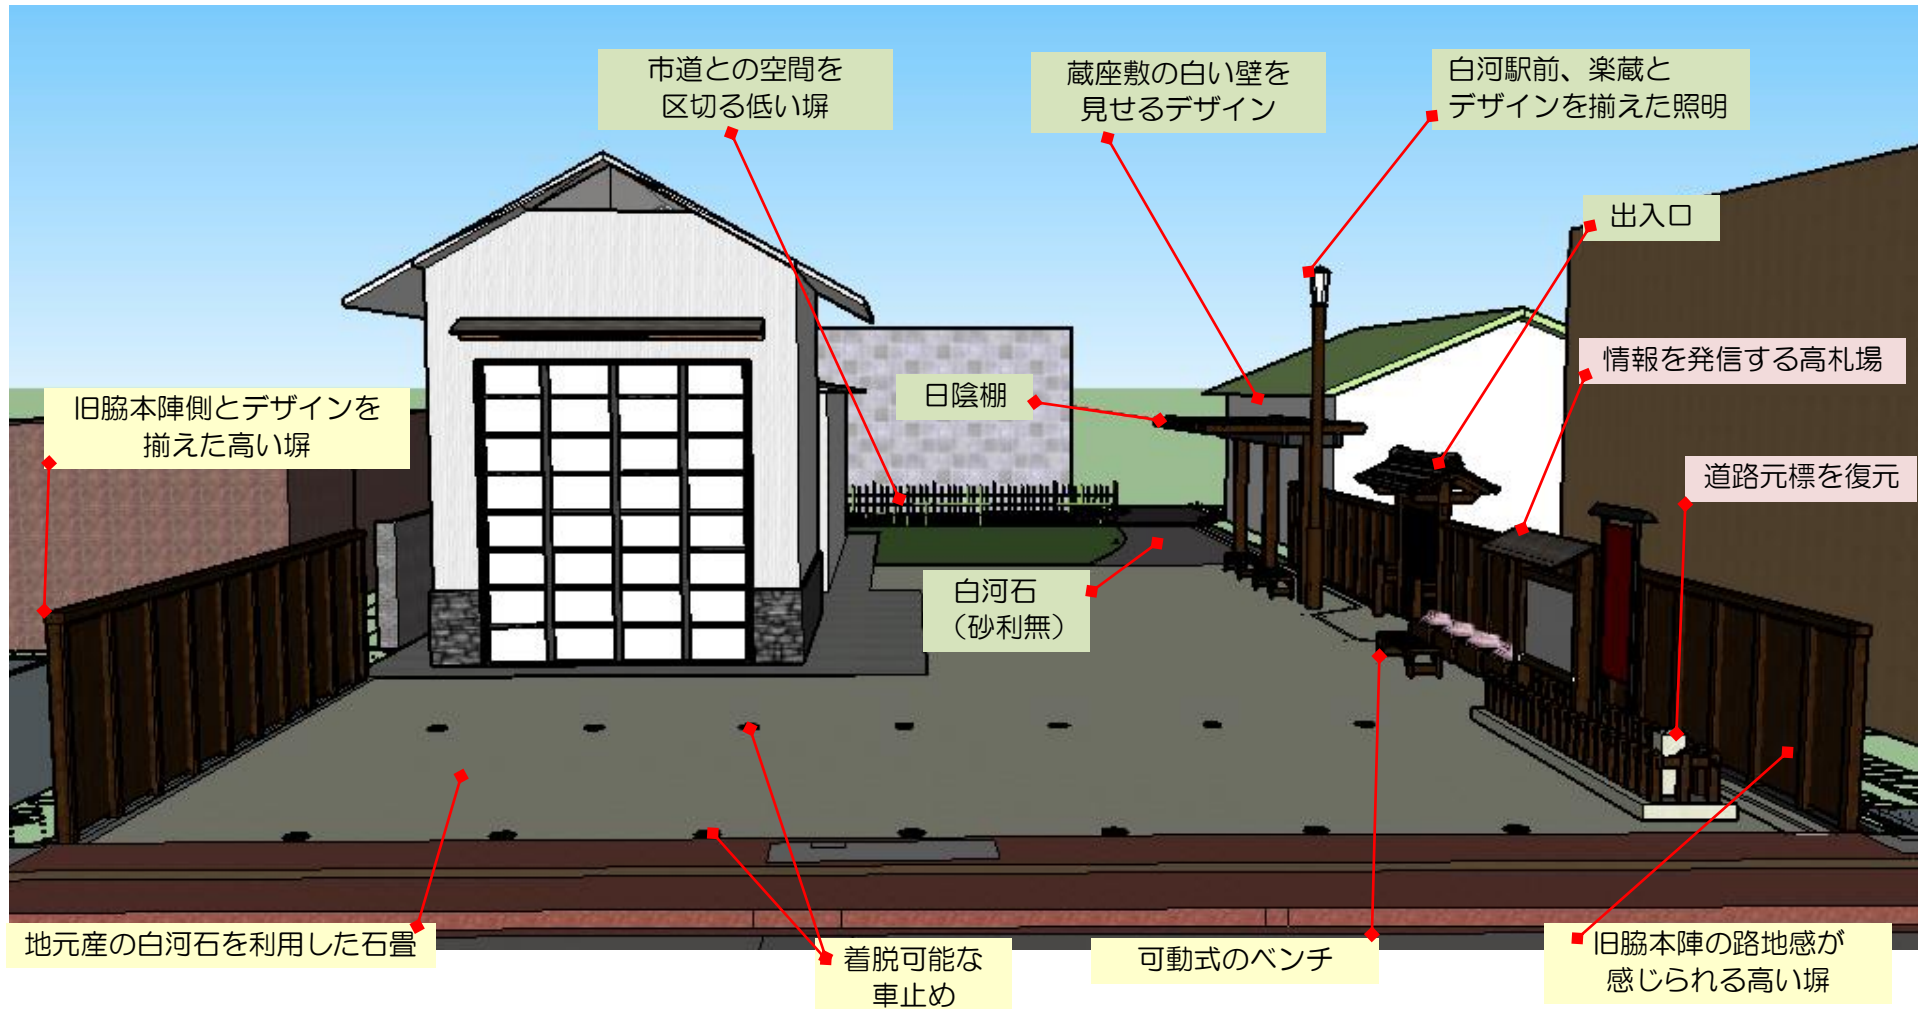 市道との空間を
区切る低い塀
蔵座敷の白い壁を
見せるデザイン
白河駅前、楽蔵と
デザインを揃えた照明
出入口
情報を発信する高札場
日陰棚
旧脇本陣側とデザインを
揃えた高い塀
道路元標を復元
白河石
（砂利無）
地元産の白河石を利用した石畳
着脱可能な
車止め
可動式のベンチ
旧脇本陣の路地感が
感じられる高い塀